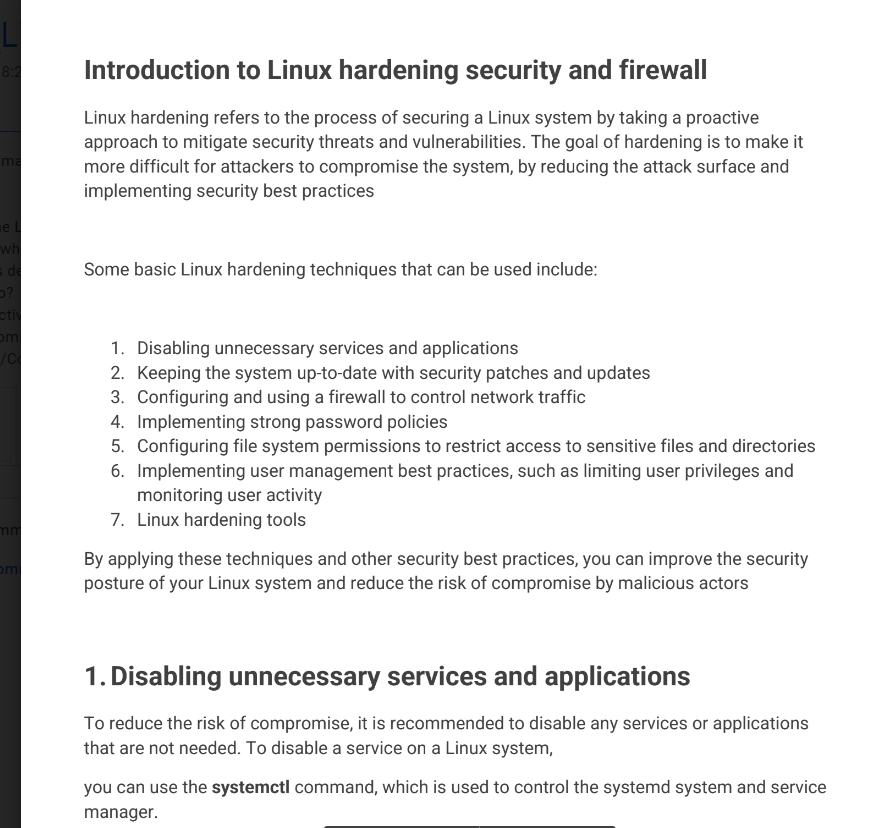 Introduction to Linux hardening security and firewall
Linux hardening refers to the process of securing a Linux system by taking a proactive
approach to mitigate security threats and vulnerabilities. The goal of hardening is to make it
more difficult for attackers to compromise the system, by reducing the attack surface and
implementing security best practices
Some basic Linux hardening techniques that can be used include:
1. Disabling unnecessary services and applications
2. Keeping the system up-to-date with security patches and updates
3. Configuring and using a firewall to control network traffic
4. Implementing strong password policies
5. Configuring file system permissions to restrict access to sensitive files and directories
6. Implementing user management best practices, such as limiting user privileges and
monitoring user activity
7. Linux hardening tools
By applying these techniques and other security best practices, you can improve the security
posture of your Linux system and reduce the risk of compromise by malicious actors
1. Disabling unnecessary services and applications
To reduce the risk of compromise, it is recommended to disable any services or applications
that are not needed. To disable a service on a Linux system,
you can use the systemctl command, which is used to control the systemd system and service
manager.